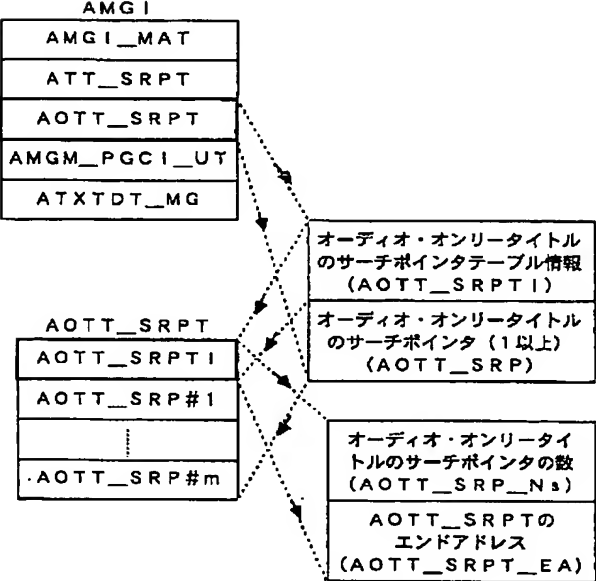 AMGI
AMGI_MAT
ATT_SRPT
AOTT_SRPT
AMGM_PGCI_UT
ATXTDT_MG
オーディオ・オンリータイトル
のサーチポインタテーブル情報
(AOTT_SRPTI)
オーディオ・オンリータイトル
のサーチポインタ(1以上)
(AOTT_SRP)
AOTT_SRPT
AOTT_SRPTI
AOTT_SRP#1
AOTT_SRP#m
オーディオ・オンリータイ
トルのサーチポインタの数
(AOTT_SRP_Ns)
AOTT_SRPTの
エンドアドレス
(AOTT_SRPT_EA)